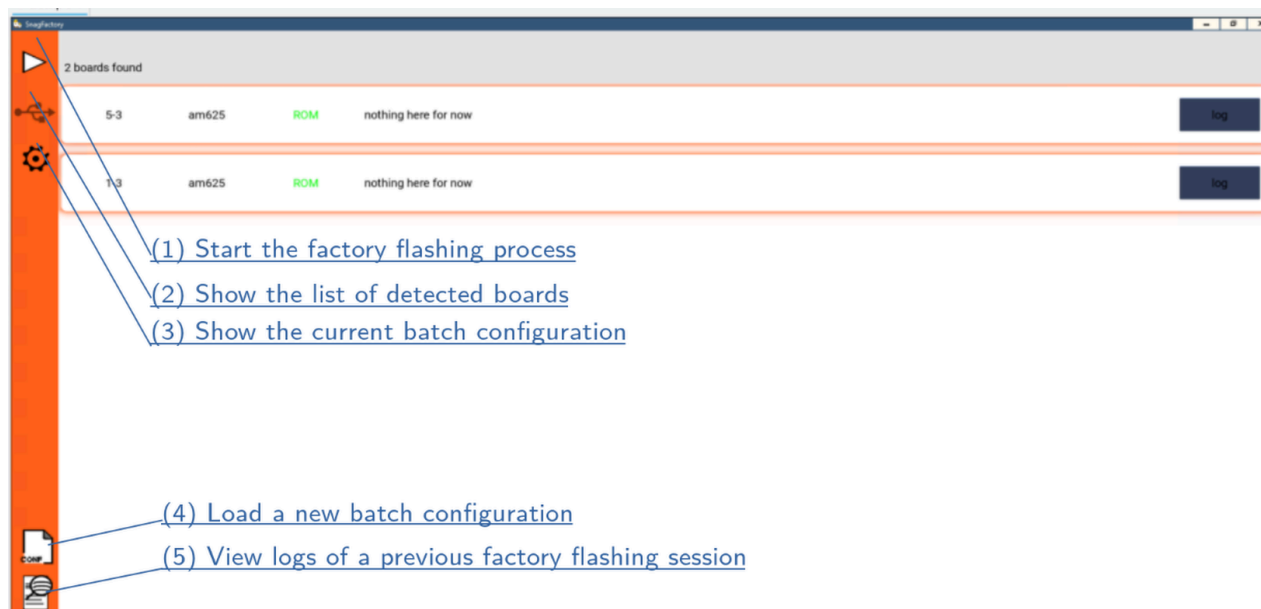 SnagFactory
2 boards found
5-3 am625 ROM nothing here for now log
1-3 am625 ROM nothing here for now log
(1) Start the factory flashing process
(2) Show the list of detected boards
(3) Show the current batch configuration
(4) Load a new batch configuration
CONF
(5) View logs of a previous factory flashing session